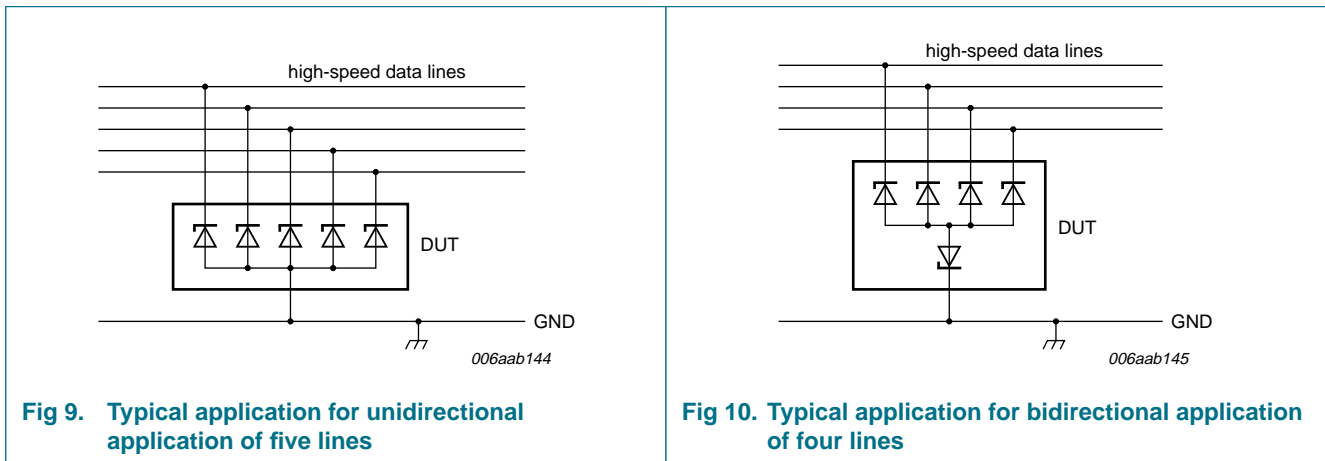 high-speed data lines
DUT
GND
006aab144
Fig 9. Typical application for unidirectional
application of five lines
high-speed data lines
DUT
GND
006aab145
Fig 10. Typical application for bidirectional application
of four lines